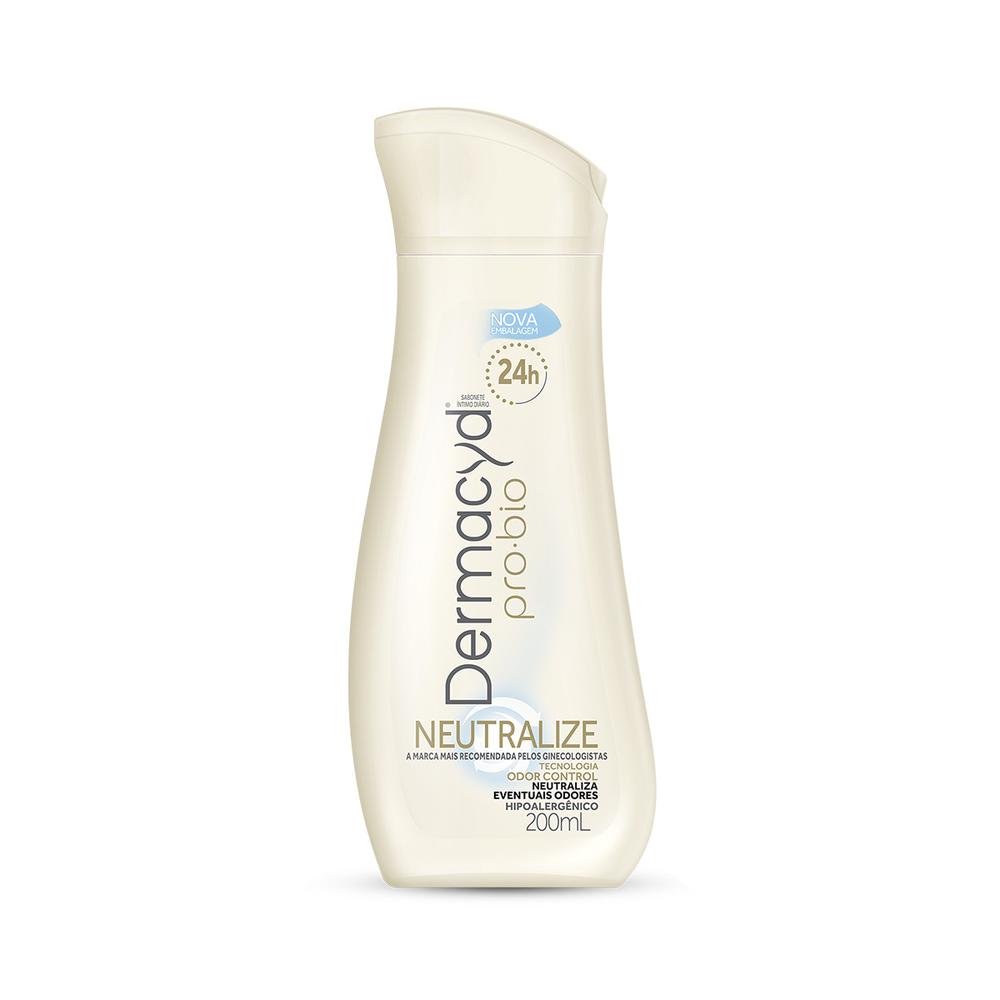 NOVA
EMBALAGEM
24h
SABONETE
ÍNTIMO DIÁRIO
Dermacyd
pro·bio
NEUTRALIZE
A MARCA MAIS RECOMENDADA PELOS GINECOLOGISTAS
TECNOLOGIA
ODOR CONTROL
NEUTRALIZA
EVENTUAIS ODORES
HIPOALERGÊNICO
200mL